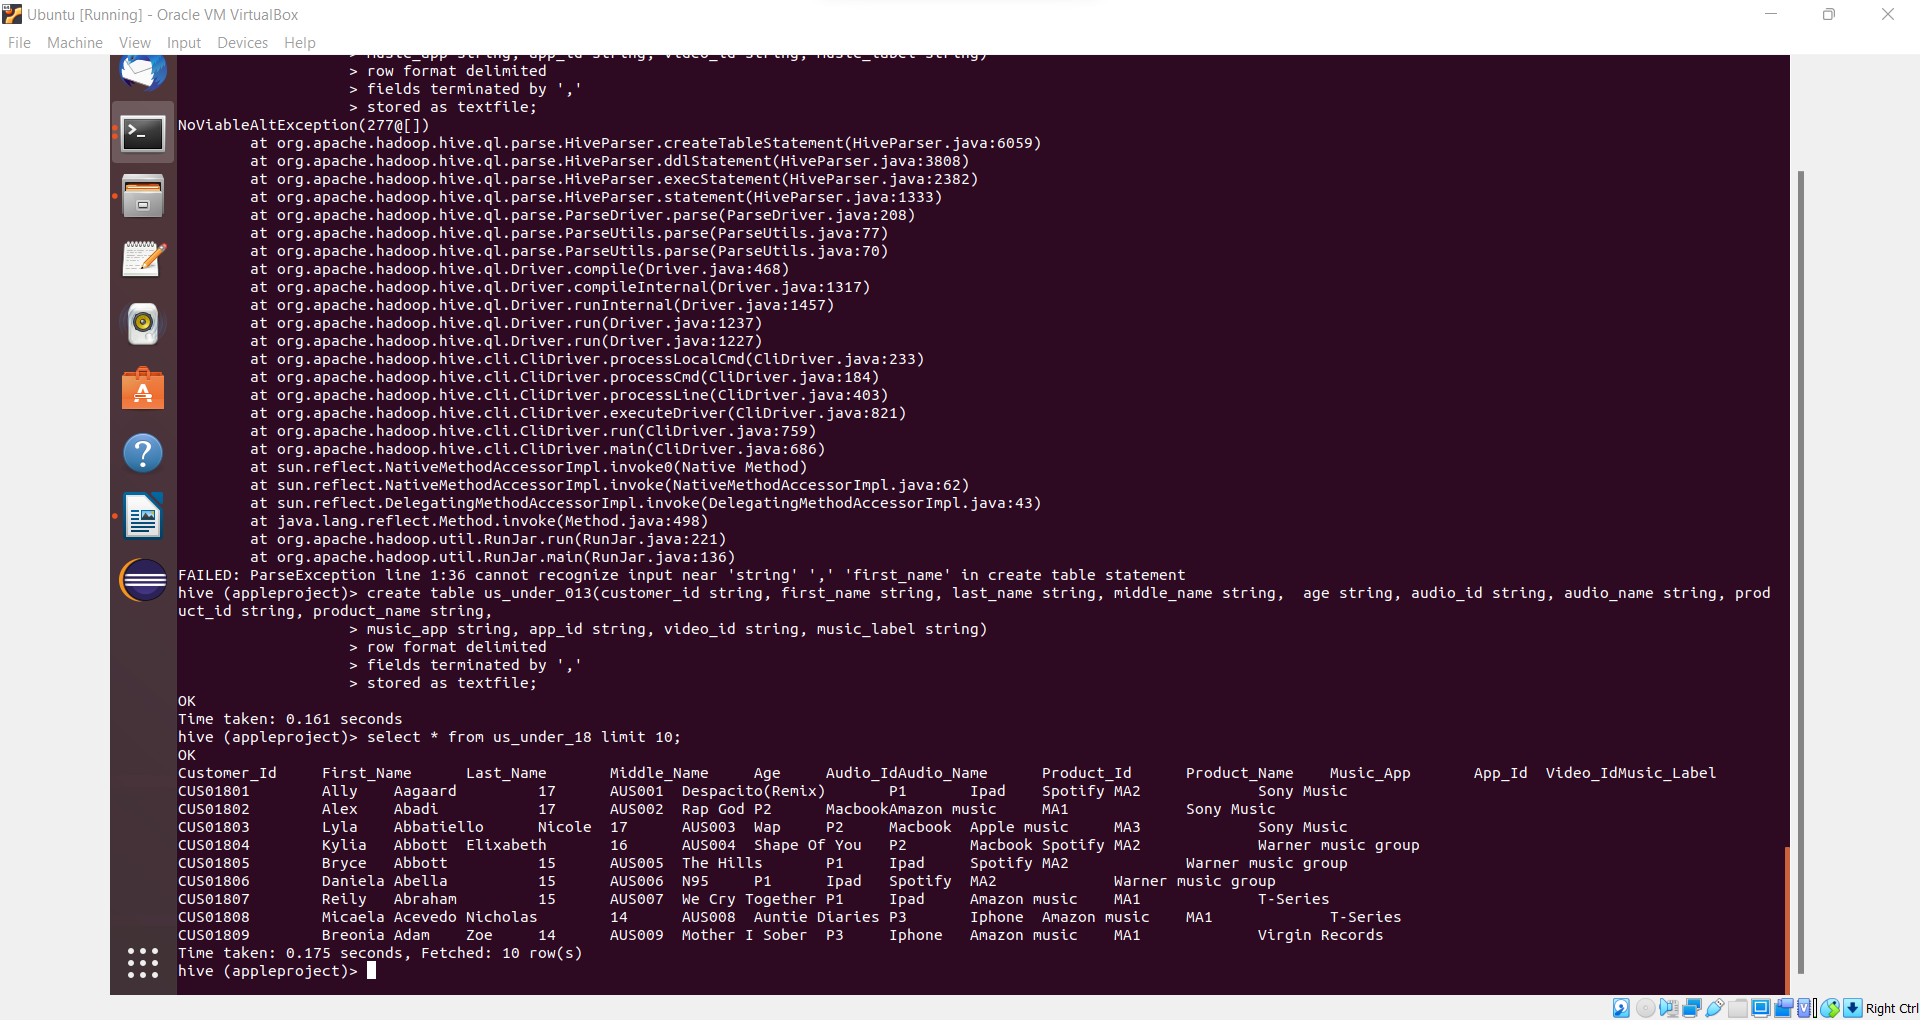 Ubuntu [Running] - Oracle VM VirtualBox
File Machine View Input Devices Help
> music_app string, app_id string, video_id string, music_label string)
> row format delimited
> fields terminated by ','
> stored as textfile;
NoViableAltException(277@[])
at org.apache.hadoop.hive.ql.parse.HiveParser.createTableStatement(HiveParser.java:6059)
at org.apache.hadoop.hive.ql.parse.HiveParser.ddlStatement(HiveParser.java:3808)
at org.apache.hadoop.hive.ql.parse.HiveParser.execStatement(HiveParser.java:2382)
at org.apache.hadoop.hive.ql.parse.HiveParser.statement(HiveParser.java:1333)
at org.apache.hadoop.hive.ql.parse.ParseDriver.parse(ParseDriver.java:208)
at org.apache.hadoop.hive.ql.parse.ParseUtils.parse(ParseUtils.java:77)
at org.apache.hadoop.hive.ql.parse.ParseUtils.parse(ParseUtils.java:70)
at org.apache.hadoop.hive.ql.Driver.compile(Driver.java:468)
at org.apache.hadoop.hive.ql.Driver.compileInternal(Driver.java:1317)
at org.apache.hadoop.hive.ql.Driver.runInternal(Driver.java:1457)
at org.apache.hadoop.hive.ql.Driver.run(Driver.java:1237)
at org.apache.hadoop.hive.ql.Driver.run(Driver.java:1227)
at org.apache.hadoop.hive.cli.CliDriver.processLocalCmd(CliDriver.java:233)
at org.apache.hadoop.hive.cli.CliDriver.processCmd(CliDriver.java:184)
at org.apache.hadoop.hive.cli.CliDriver.processLine(CliDriver.java:403)
at org.apache.hadoop.hive.cli.CliDriver.executeDriver(CliDriver.java:821)
at org.apache.hadoop.hive.cli.CliDriver.run(CliDriver.java:759)
at org.apache.hadoop.hive.cli.CliDriver.main(CliDriver.java:686)
at sun.reflect.NativeMethodAccessorImpl.invoke0(Native Method)
at sun.reflect.NativeMethodAccessorImpl.invoke(NativeMethodAccessorImpl.java:62)
at sun.reflect.DelegatingMethodAccessorImpl.invoke(DelegatingMethodAccessorImpl.java:43)
at java.lang.reflect.Method.invoke(Method.java:498)
at org.apache.hadoop.util.RunJar.run(RunJar.java:221)
at org.apache.hadoop.util.RunJar.main(RunJar.java:136)
FAILED: ParseException line 1:36 cannot recognize input near 'string' ',' 'first_name' in create table statement
hive (appleproject)> create table us_under_013(customer_id string, first_name string, last_name string, middle_name string,  age string, audio_id string, audio_name string, prod
uct_id string, product_name string,
> music_app string, app_id string, video_id string, music_label string)
> row format delimited
> fields terminated by ','
> stored as textfile;
OK
Time taken: 0.161 seconds
hive (appleproject)> select * from us_under_18 limit 10;
OK
Customer_Id First_Name Last_Name Middle_Name Age Audio_IdAudio_Name Product_Id Product_Name Music_App App_Id Video_IdMusic_Label
CUS01801 Ally Aagaard 17 AUS001 Despacito(Remix) P1 Ipad Spotify MA2 Sony Music
CUS01802 Alex Abadi 17 AUS002 Rap God P2 MacbookAmazon music MA1 Sony Music
CUS01803 Lyla Abbatiello Nicole 17 AUS003 Wap P2 Macbook Apple music MA3 Sony Music
CUS01804 Kylia Abbott Elixabeth 16 AUS004 Shape Of You P2 Macbook Spotify MA2 Warner music group
CUS01805 Bryce Abbott 15 AUS005 The Hills P1 Ipad Spotify MA2 Warner music group
CUS01806 Daniela Abella 15 AUS006 N95 P1 Ipad Spotify MA2 Warner music group
CUS01807 Reily Abraham 15 AUS007 We Cry Together P1 Ipad Amazon music MA1 T-Series
CUS01808 Micaela Acevedo Nicholas 14 AUS008 Auntie Diaries P3 Iphone Amazon music MA1 T-Series
CUS01809 Breonia Adam Zoe 14 AUS009 Mother I Sober P3 Iphone Amazon music MA1 Virgin Records
Time taken: 0.175 seconds, Fetched: 10 row(s)
hive (appleproject)>
Right Ctrl